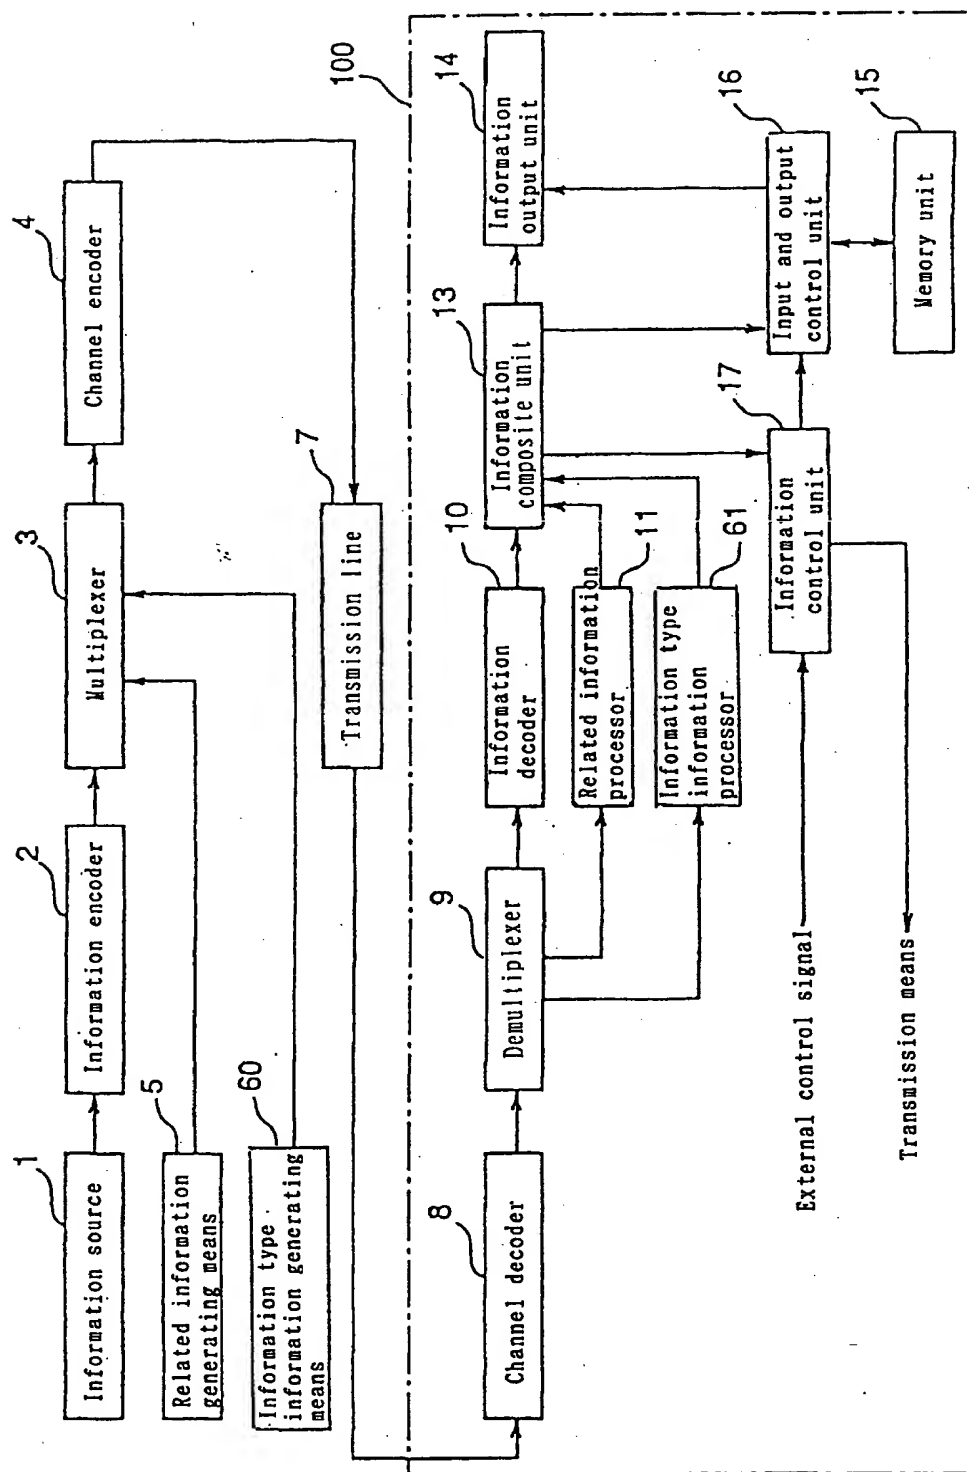 1
Information source
2
Information encoder
3
Multiplexer
4
Channel encoder
5
Related information
generating means
60
Information type
information generating
means
7
Transmission line
100
8
Channel decoder
9
Demultiplexer
10
Information
decoder
11
Related information
processor
61
Information type
information
processor
13
Information
composite unit
14
Information
output unit
17
Information
control unit
16
Input and output
control unit
15
Memory unit
External control signal
Transmission means